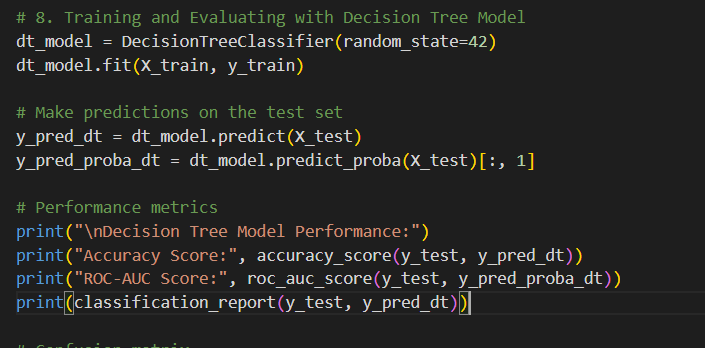 # 8. Training and Evaluating with Decision Tree Model
dt_model = DecisionTreeClassifier(random_state=42)
dt_model.fit(X_train, y_train)
# Make predictions on the test set
y_pred_dt = dt_model.predict(X_test)
y_pred_proba_dt = dt_model.predict_proba(X_test)[:, 1]
# Performance metrics
print("\nDecision Tree Model Performance:")
print("Accuracy Score:", accuracy_score(y_test, y_pred_dt))
print("ROC-AUC Score:", roc_auc_score(y_test, y_pred_proba_dt))
print(classification_report(y_test, y_pred_dt))
# Confusion matrix